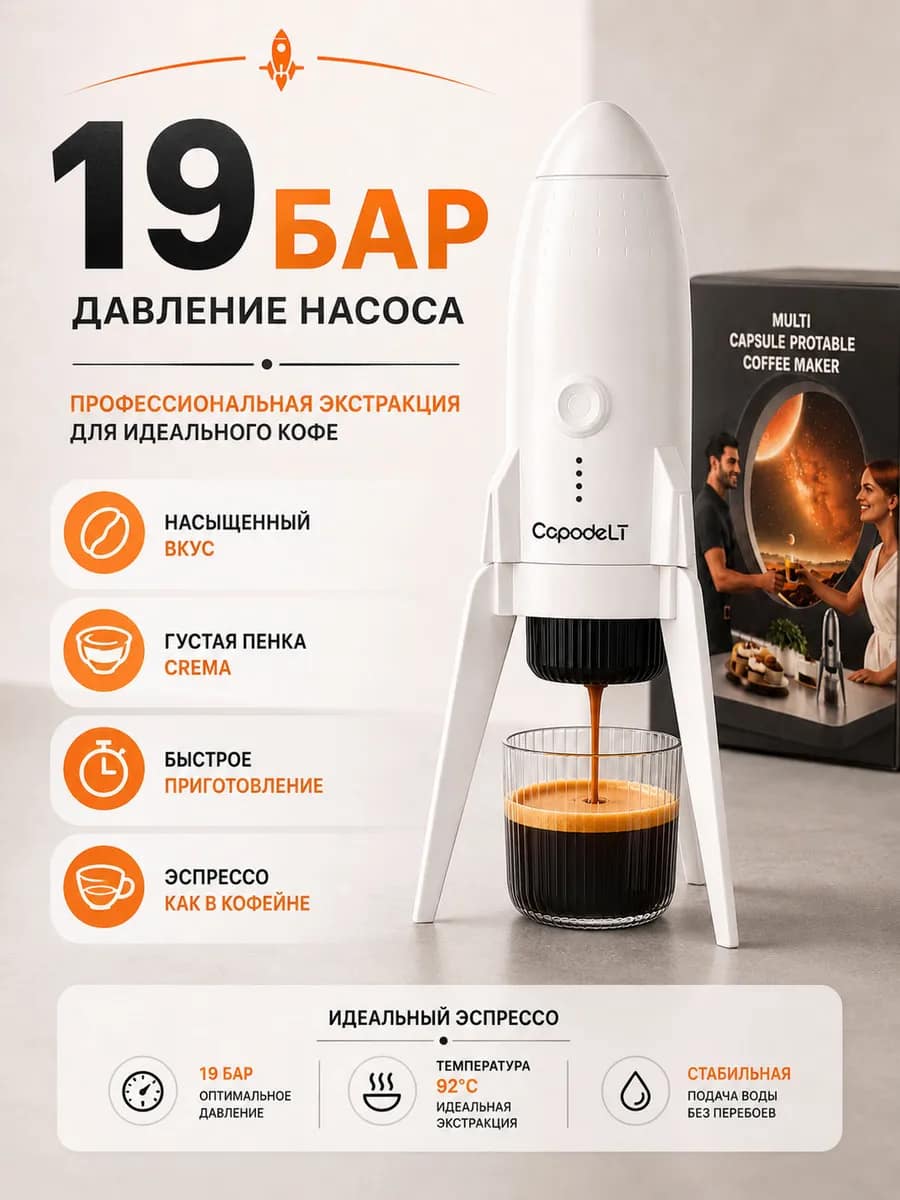 19 БАР
ДАВЛЕНИЕ НАСОСА
ПРОФЕССИОНАЛЬНАЯ ЭКСТРАКЦИЯ
ДЛЯ ИДЕАЛЬНОГО КОФЕ
НАСЫЩЕННЫЙ
ВКУС
ГУСТАЯ ПЕНКА
CREMA
БЫСТРОЕ
ПРИГОТОВЛЕНИЕ
ЭСПРЕССО
КАК В КОФЕЙНЕ
CapodeLT
MULTI
CAPSULE PROTABLE
COFFEE MAKER
ИДЕАЛЬНЫЙ ЭСПРЕССО
19 БАР
ОПТИМАЛЬНОЕ
ДАВЛЕНИЕ
ТЕМПЕРАТУРА
92°C
ИДЕАЛЬНАЯ
ЭКСТРАКЦИЯ
СТАБИЛЬНАЯ
ПОДАЧА ВОДЫ
БЕЗ ПЕРЕБОЕВ